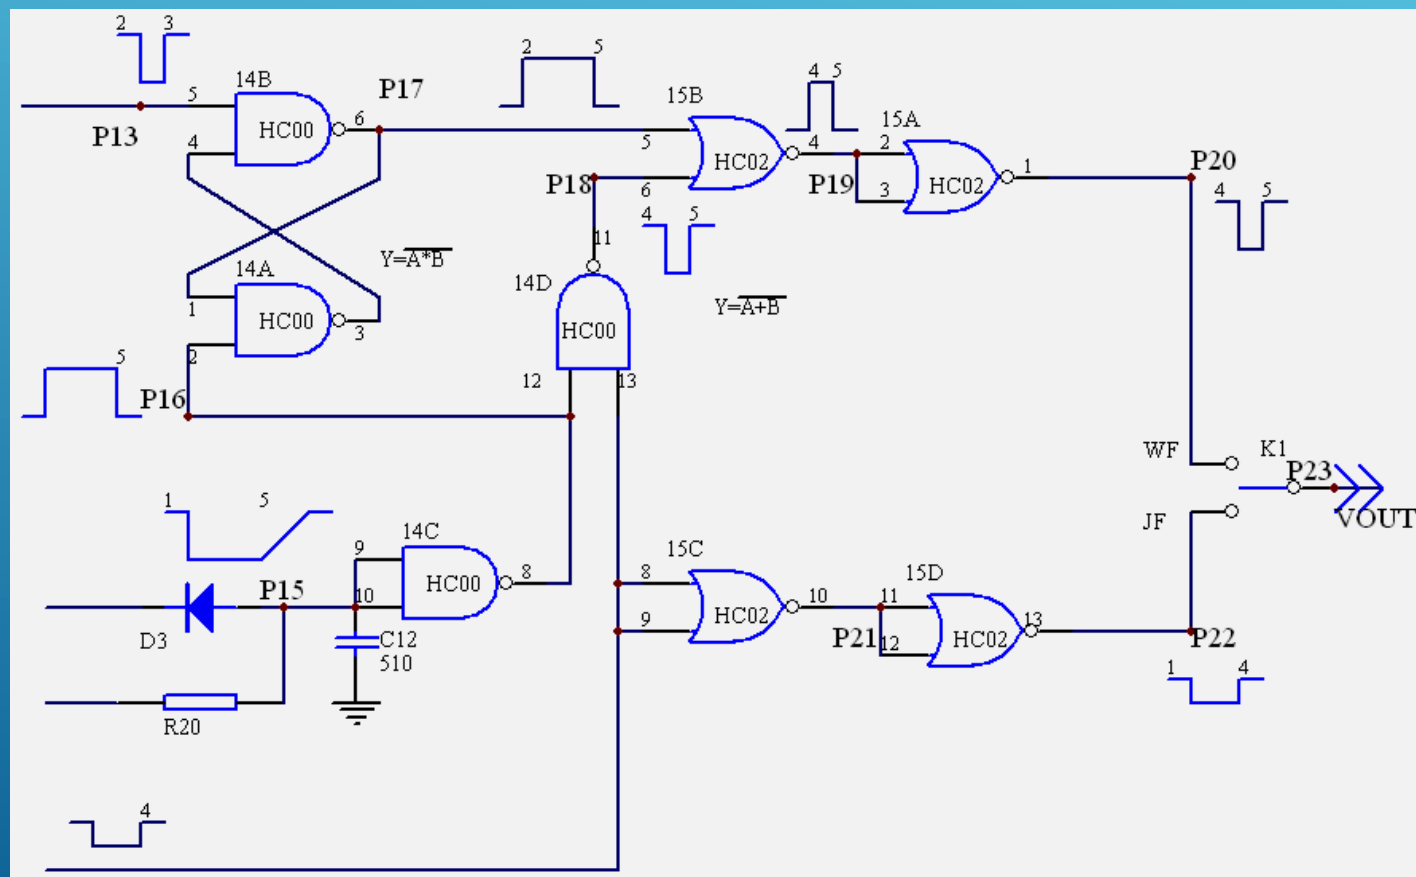 2 3
14B
5
HC00
6
P17
P13
4
2 5
15B
5
HC02
4
P18
6
4 5
4 5
15A
2
HC02
1
P19
3
P20
4 5
11
Y=A*B
14A
1
HC00
3
2
14D
HC00
Y=A+B
12
13
5
P16
WF
K1
P23
JF
VOUT
1 5
14C
9
HC00
8
P15
10
D3
C12
510
R20
15C
8
HC02
10
9
15D
11
HC02
13
P21
12
P22
1 4
4